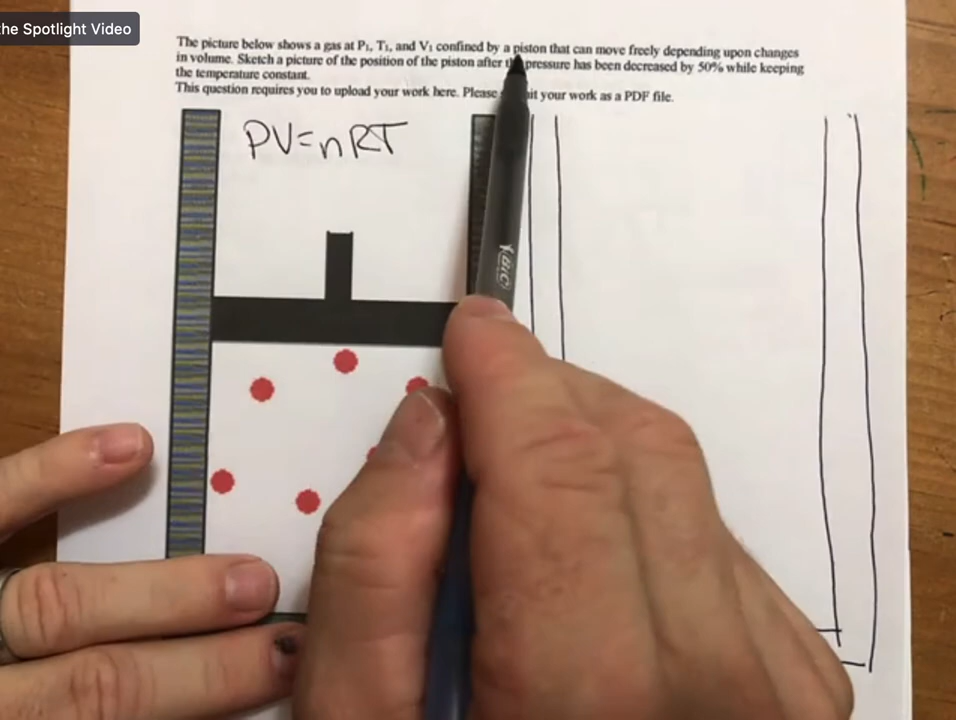 the Spotlight Video
The picture below shows a gas at P₁, T₁, and V₁ confined by a piston that can move freely depending upon changes
in volume. Sketch a picture of the position of the piston after pressure has been decreased by 50% while keeping
the temperature constant.
This question requires you to upload your work here. Please your work as a PDF file.
PV=nRT
BIC